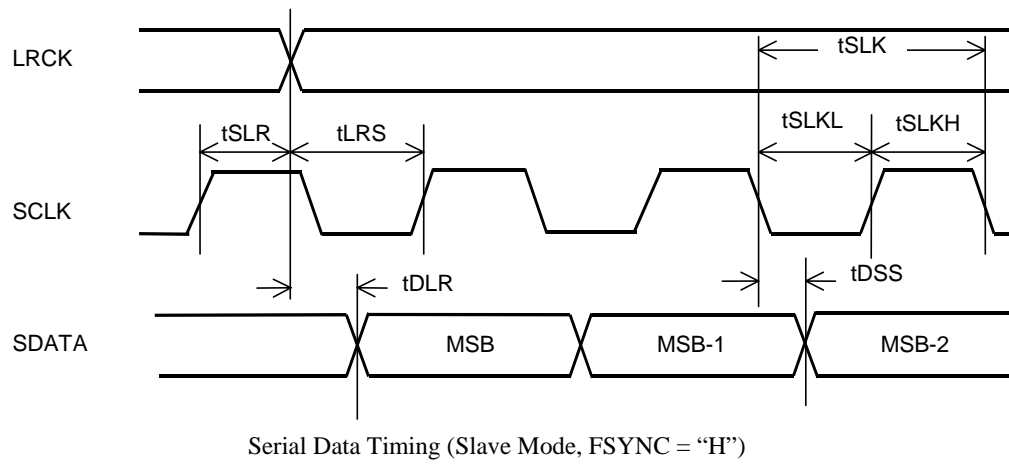 LRCK
tSLK
tSLR
tLRS
tSLKL
tSLKH
SCLK
tDLR
tDSS
SDATA
MSB
MSB-1
MSB-2
Serial Data Timing (Slave Mode, FSYNC = “H”)